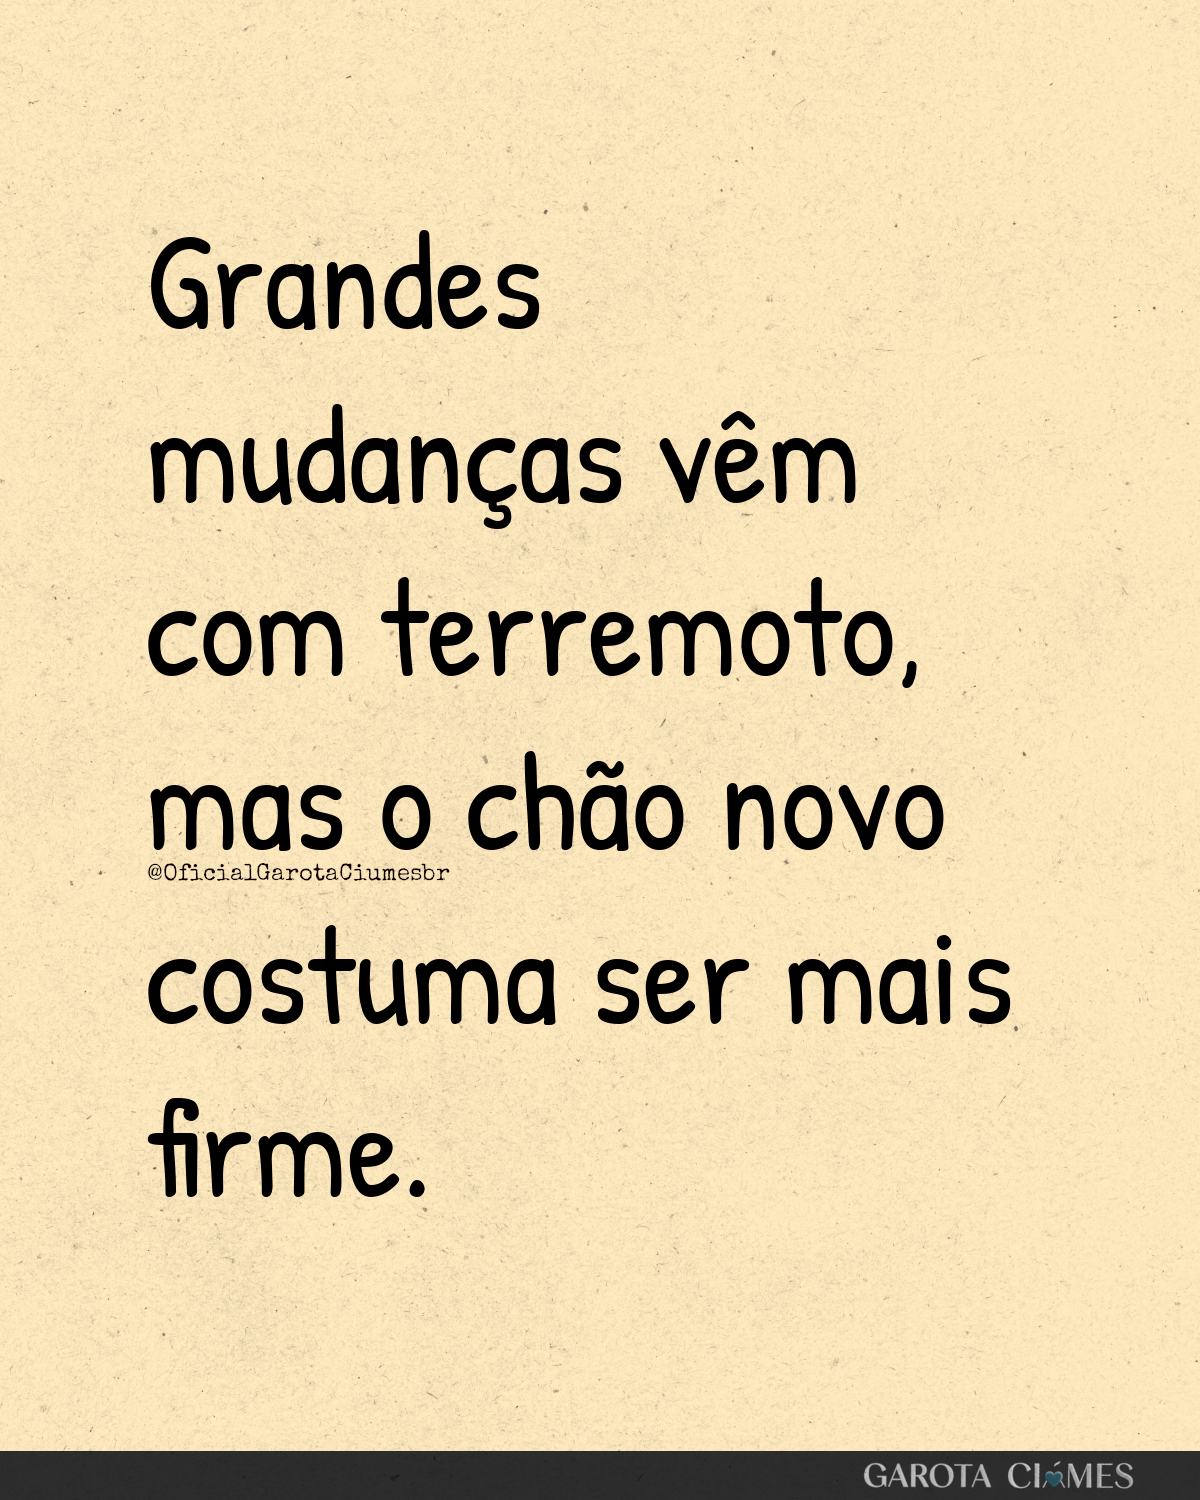 Grandes
mudanças vêm
com terremoto,
mas o chão novo
@OficialGarotaCiumesbr
costuma ser mais
firme.
GAROTA CIÚMES